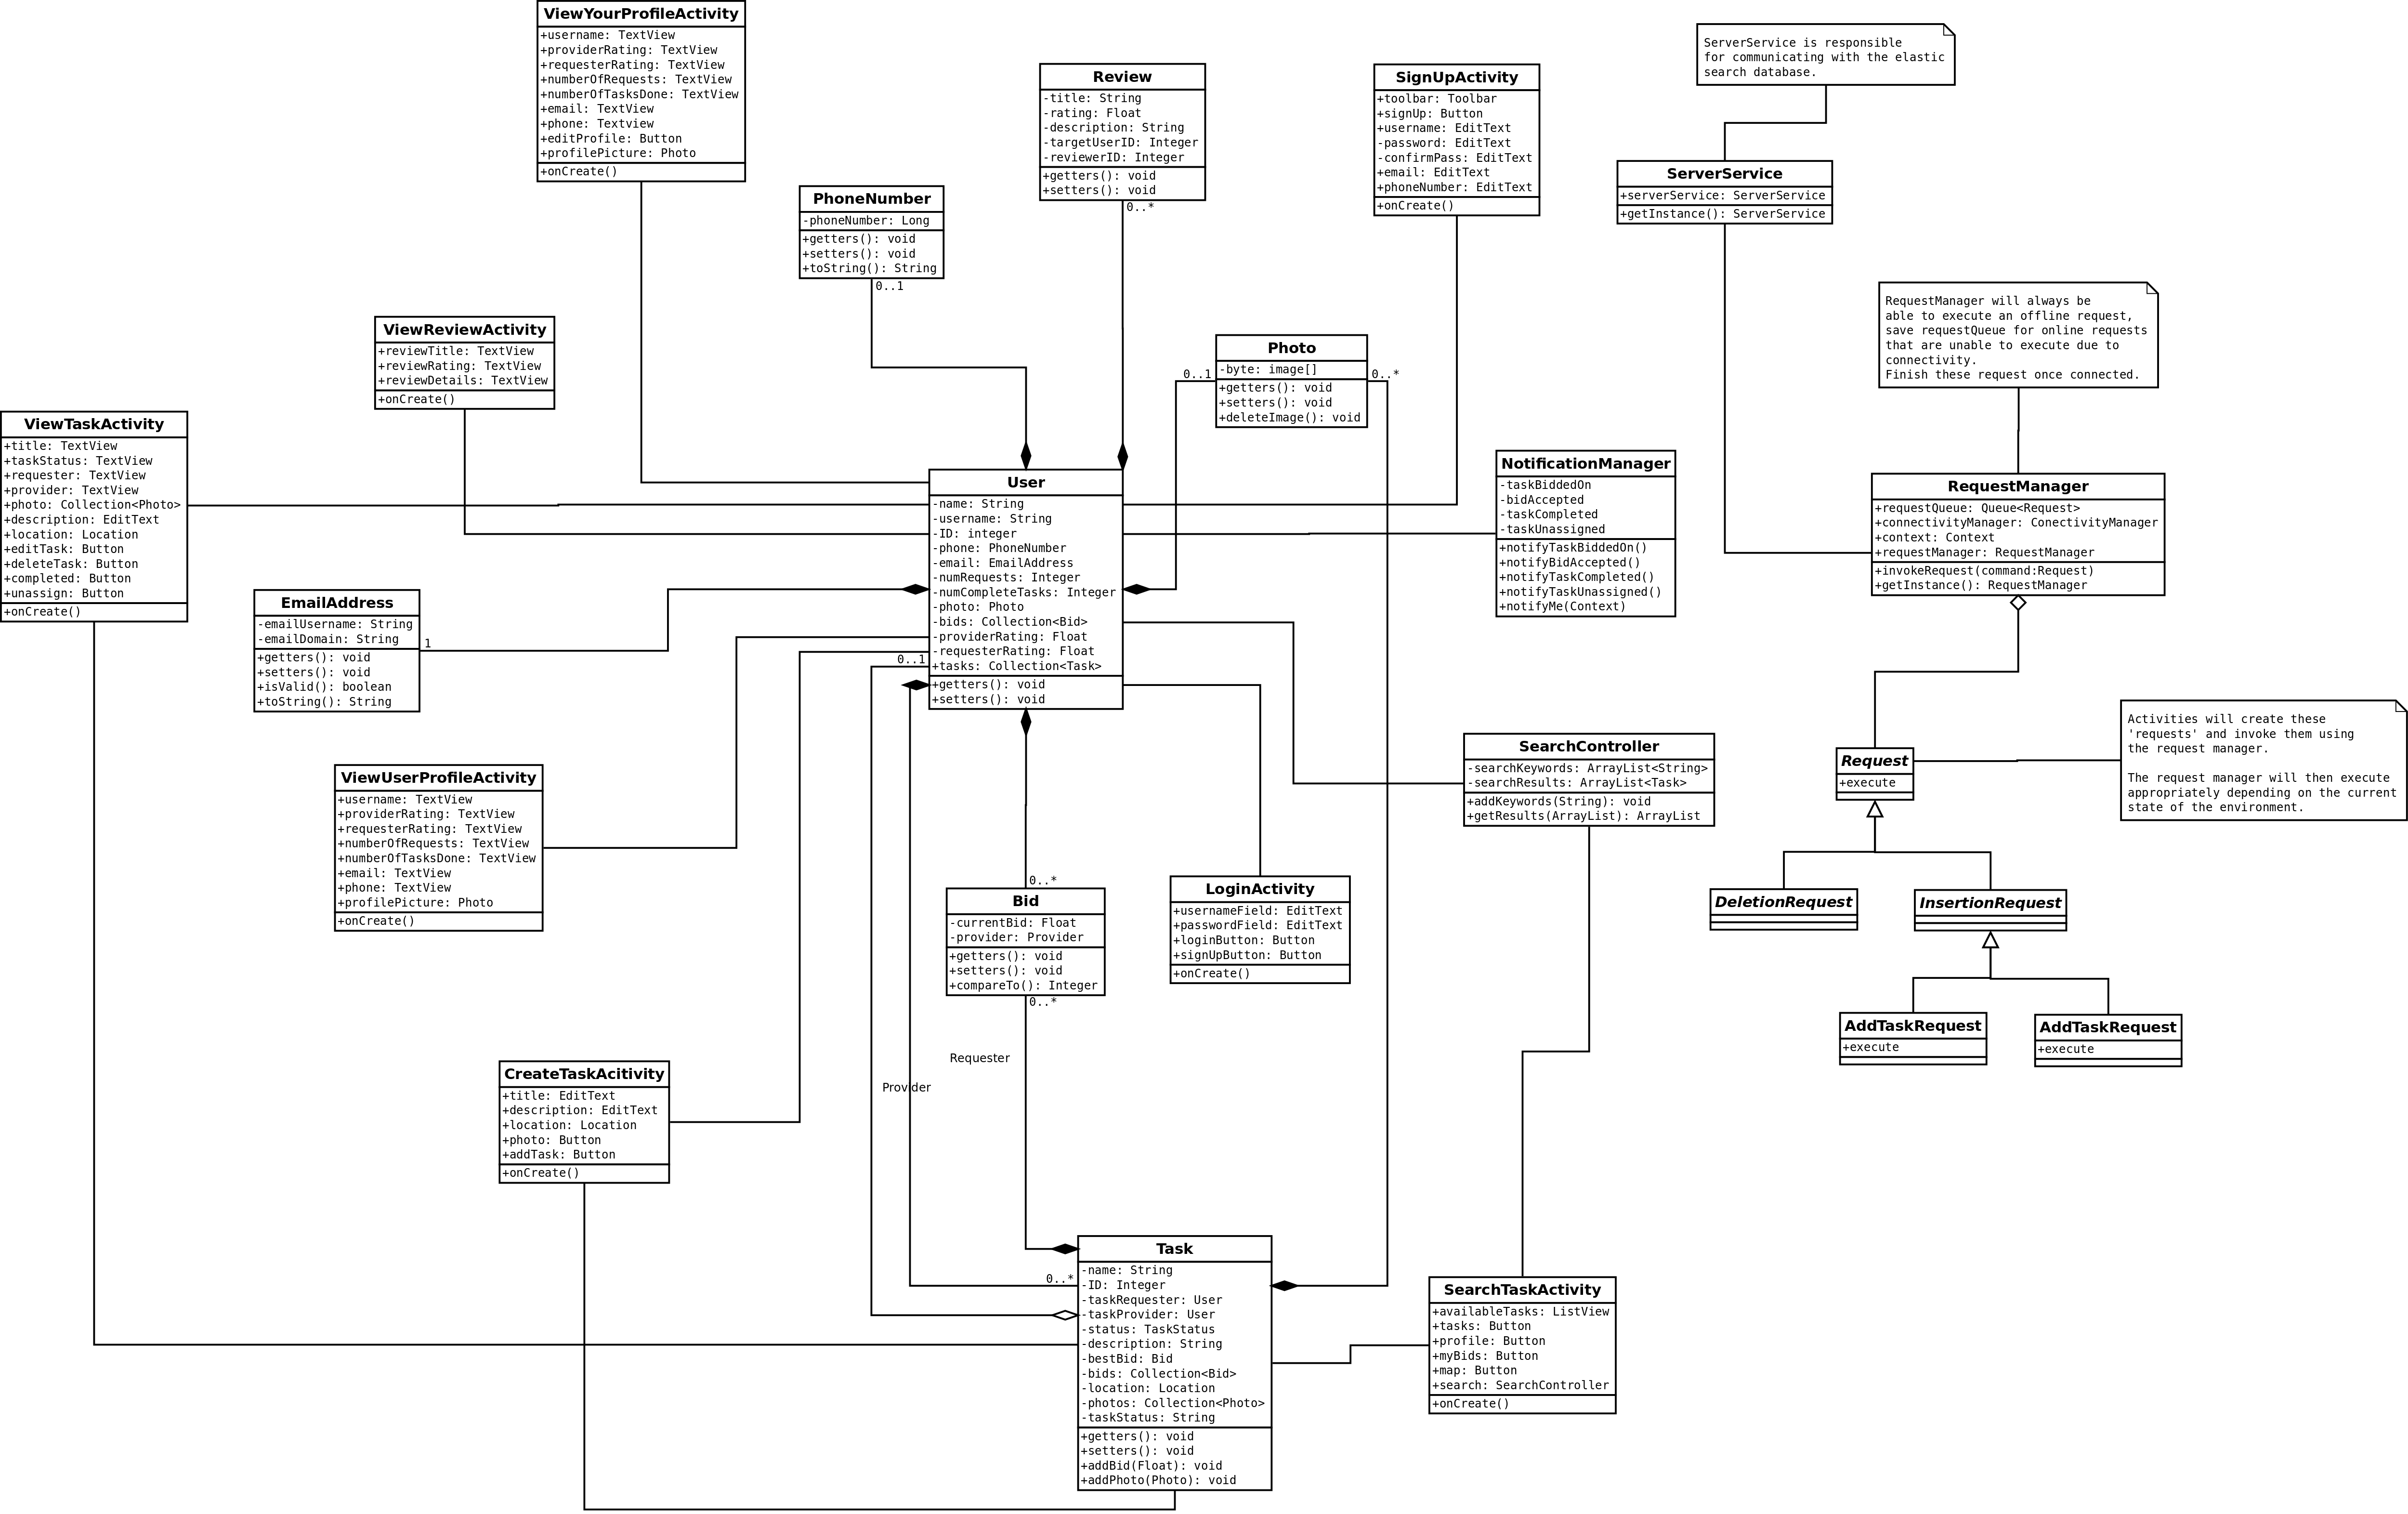 ViewYourProfileActivity
+username: TextView
+providerRating: TextView
+requesterRating: TextView
+numberOfRequests: TextView
+numberOfTasksDone: TextView
+email: TextView
+phone: Textview
+editProfile: Button
+profilePicture: Photo
+onCreate()
Review
-title: String
-rating: Float
-description: String
-targetUserID: Integer
-reviewerID: Integer
+getters(): void
+setters(): void
0..*
SignUpActivity
+toolbar: Toolbar
+signUp: Button
+username: EditText
-password: EditText
-confirmPass: EditText
+email: EditText
+phoneNumber: EditText
+onCreate()
ServerService is responsible
for communicating with the elastic
search database.
ServerService
+serverService: ServerService
+getInstance(): ServerService
PhoneNumber
-phoneNumber: Long
+getters(): void
+setters(): void
+toString(): String
0..1
RequestManager will always be
able to execute an offline request,
save requestQueue for online requests
that are unable to execute due to
connectivity.
Finish these request once connected.
ViewReviewActivity
+reviewTitle: TextView
+reviewRating: TextView
+reviewDetails: TextView
+onCreate()
Photo
-byte: image[]
+getters(): void
+setters(): void
+deleteImage(): void
0..1
0..*
ViewTaskActivity
+title: TextView
+taskStatus: TextView
+requester: TextView
+provider: TextView
+photo: Collection<Photo>
+description: EditText
+location: Location
+editTask: Button
+deleteTask: Button
+completed: Button
+unassign: Button
+onCreate()
User
-name: String
-username: String
-ID: integer
-phone: PhoneNumber
-email: EmailAddress
-numRequests: Integer
-numCompleteTasks: Integer
-photo: Photo
-bids: Collection<Bid>
-providerRating: Float
-requesterRating: Float
+tasks: Collection<Task>
+getters(): void
+setters(): void
0..1
NotificationManager
-taskBiddedOn
-bidAccepted
-taskCompleted
-taskUnassigned
+notifyTaskBiddedOn()
+notifyBidAccepted()
+notifyTaskCompleted()
+notifyTaskUnassigned()
+notifyMe(Context)
RequestManager
+requestQueue: Queue<Request>
+connectivityManager: ConectivityManager
+context: Context
+requestManager: RequestManager
+invokeRequest(command:Request)
+getInstance(): RequestManager
EmailAddress
-emailUsername: String
-emailDomain: String
+getters(): void
+setters(): void
+isValid(): boolean
+toString(): String
1
Activities will create these
'requests' and invoke them using
the request manager.
The request manager will then execute
appropriately depending on the current
state of the environment.
SearchController
-searchKeywords: ArrayList<String>
-searchResults: ArrayList<Task>
+addKeywords(String): void
+getResults(ArrayList): ArrayList
Request
+execute
ViewUserProfileActivity
+username: TextView
+providerRating: TextView
+requesterRating: TextView
+numberOfRequests: TextView
+numberOfTasksDone: TextView
+email: TextView
+phone: TextView
+profilePicture: Photo
+onCreate()
0..*
Bid
-currentBid: Float
-provider: Provider
+getters(): void
+setters(): void
+compareTo(): Integer
0..*
LoginActivity
+usernameField: EditText
+passwordField: EditText
+loginButton: Button
+signUpButton: Button
+onCreate()
DeletionRequest
InsertionRequest
AddTaskRequest
+execute
AddTaskRequest
+execute
Requester
Provider
CreateTaskAcitivity
+title: EditText
+description: EditText
+location: Location
+photo: Button
+addTask: Button
+onCreate()
0..*
Task
-name: String
-ID: Integer
-taskRequester: User
-taskProvider: User
-status: TaskStatus
-description: String
-bestBid: Bid
-bids: Collection<Bid>
-location: Location
-photos: Collection<Photo>
-taskStatus: String
+getters(): void
+setters(): void
+addBid(Float): void
+addPhoto(Photo): void
SearchTaskActivity
+availableTasks: ListView
+tasks: Button
+profile: Button
+myBids: Button
+map: Button
+search: SearchController
+onCreate()